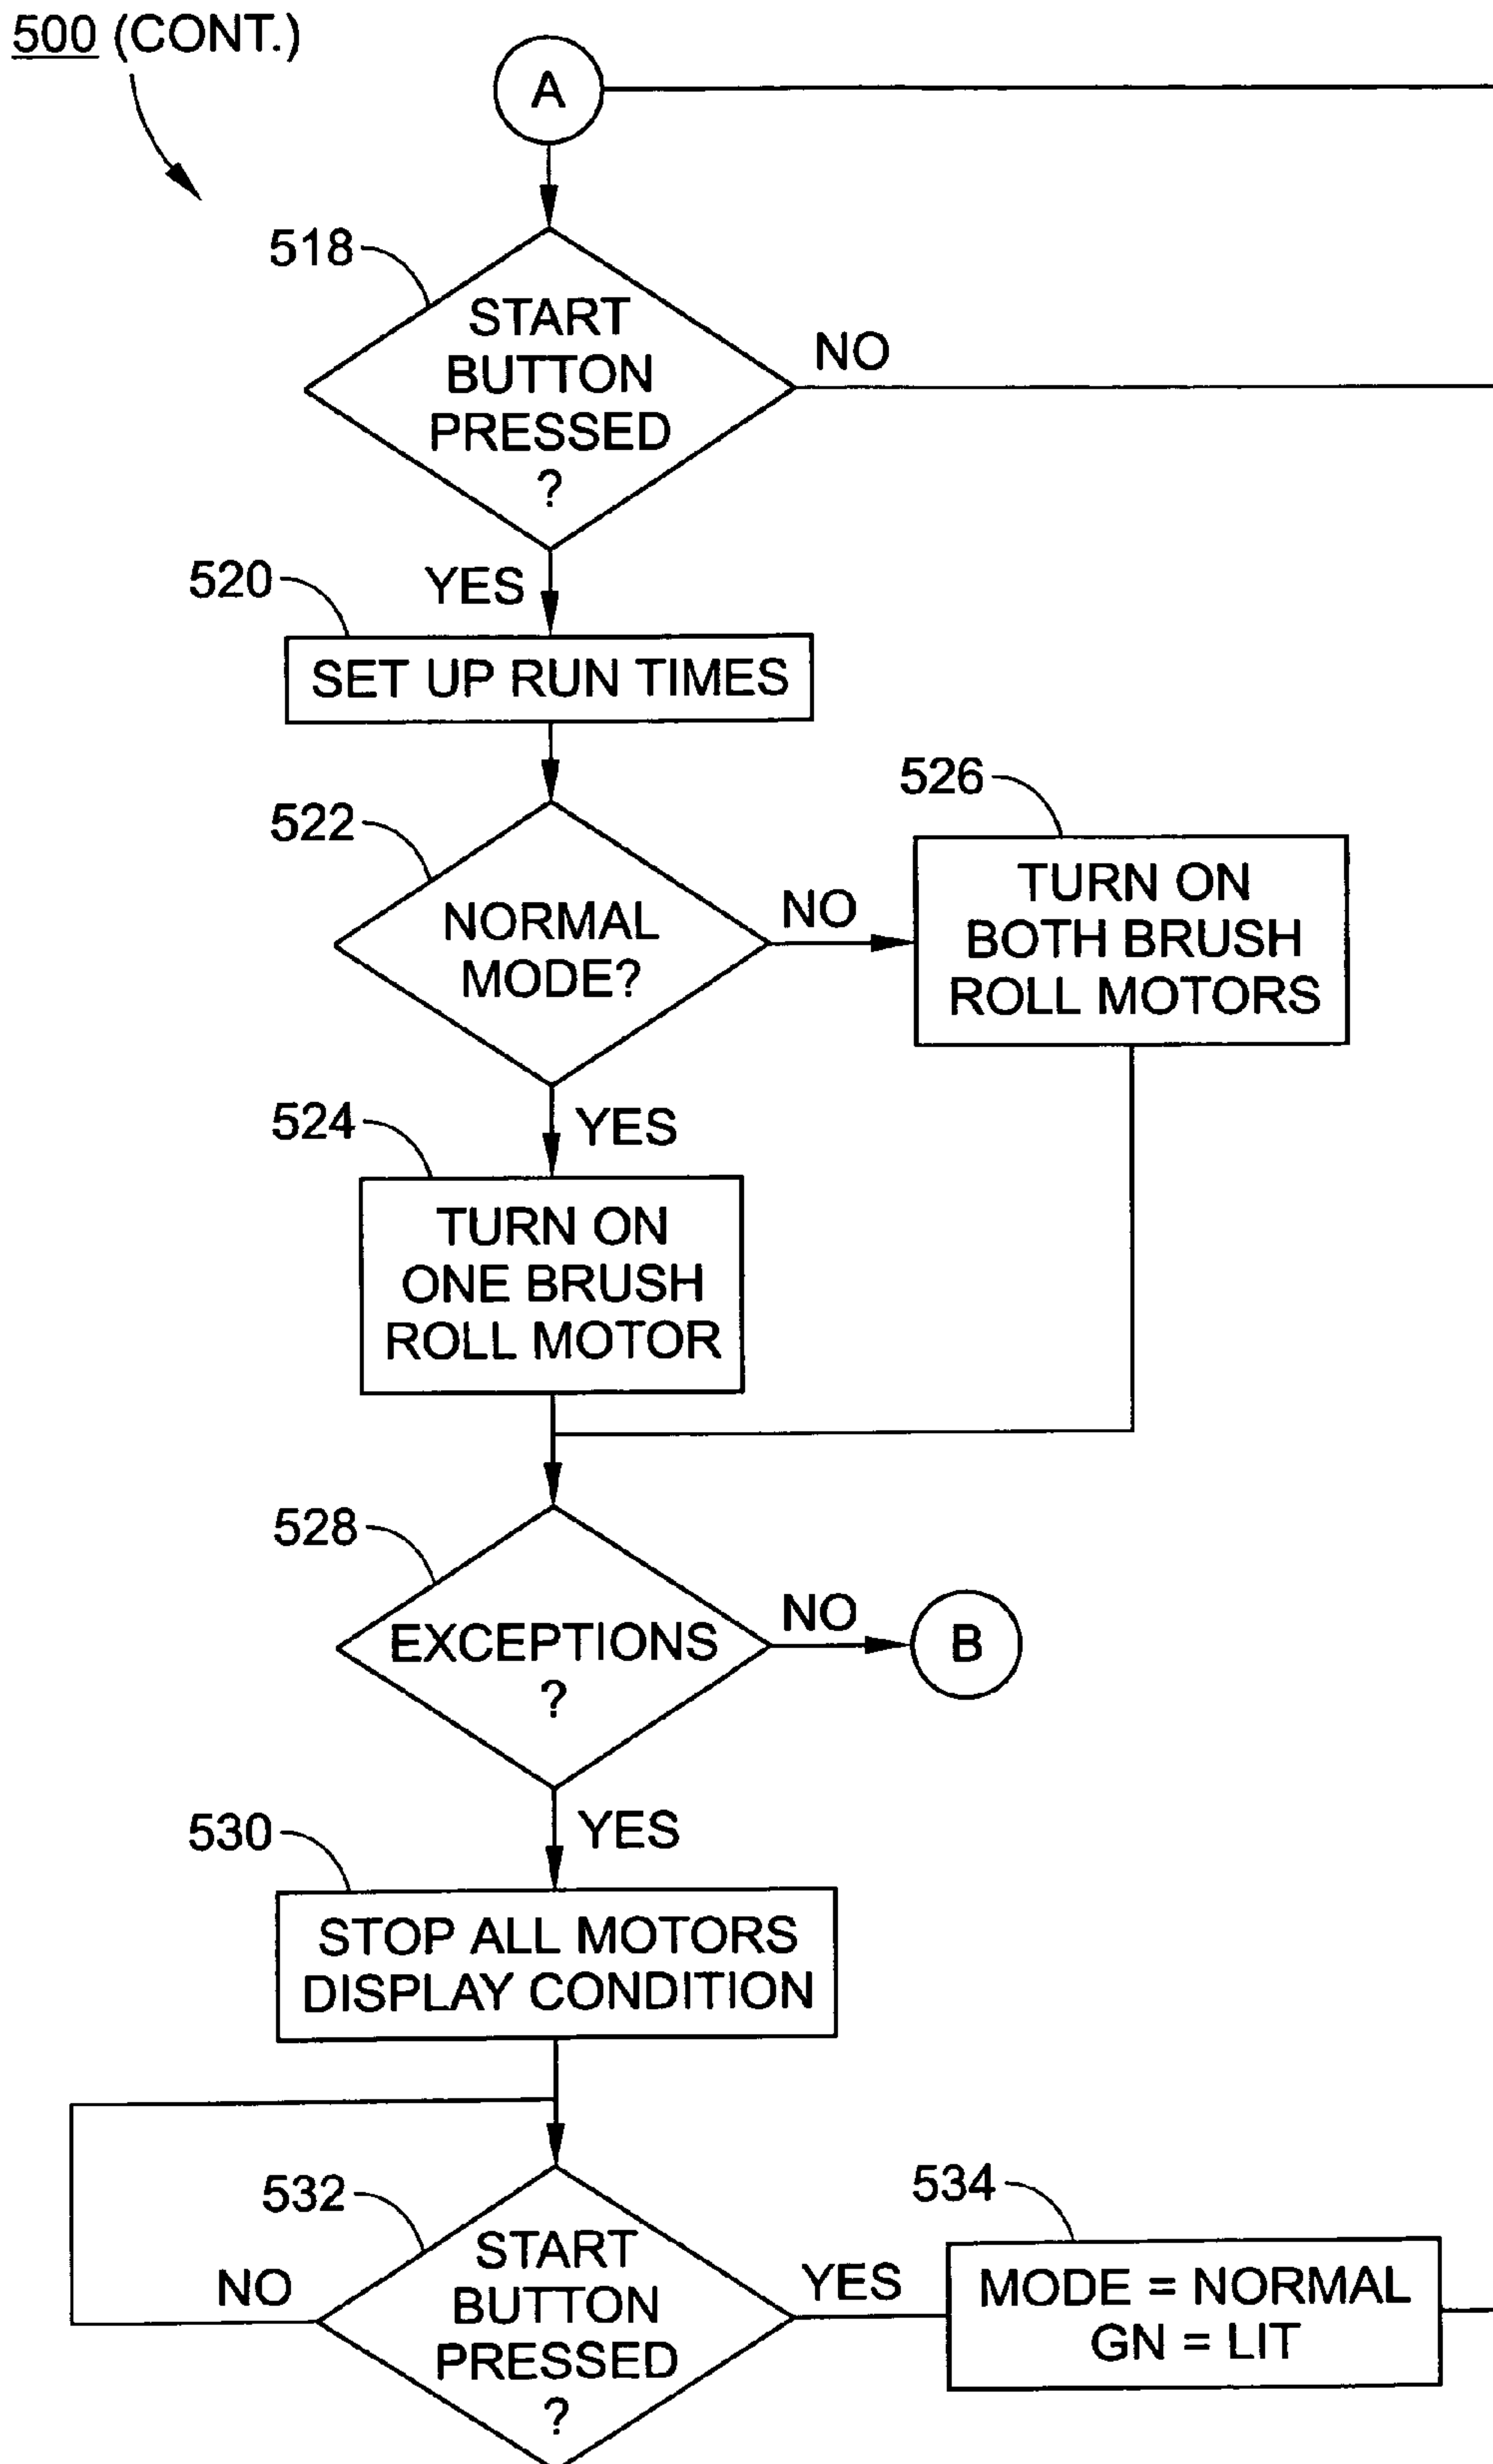 500 (CONT.)
A
518
START
BUTTON
PRESSED
?
NO
YES
520
SET UP RUN TIMES
522
NORMAL
MODE?
NO
526
TURN ON
BOTH BRUSH
ROLL MOTORS
YES
524
TURN ON
ONE BRUSH
ROLL MOTOR
528
EXCEPTIONS
?
NO
B
YES
530
STOP ALL MOTORS
DISPLAY CONDITION
532
START
BUTTON
PRESSED
?
NO
YES
534
MODE = NORMAL
GN = LIT